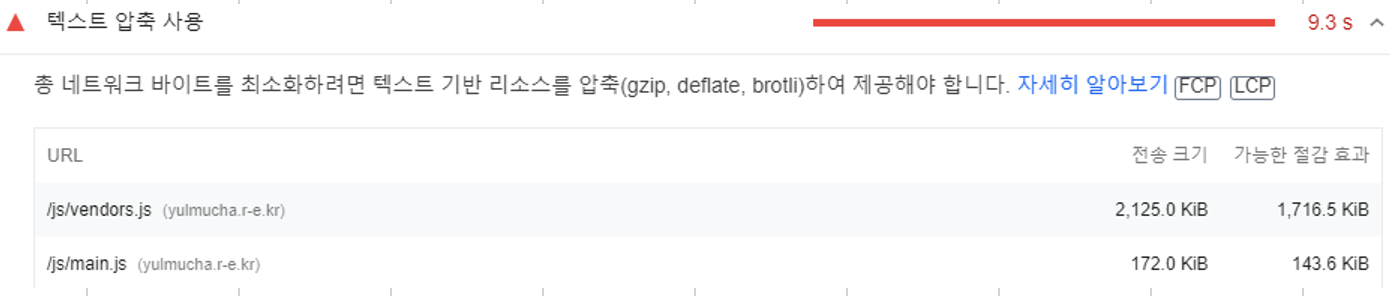 텍스트 압축 사용 9.3 s
총 네트워크 바이트를 최소화하려면 텍스트 기반 리소스를 압축(gzip, deflate, brotli)하여 제공해야 합니다. 자세히 알아보기 FCP LCP
URL 전송 크기 가능한 절감 효과
/js/vendors.js (yulmucha.r-e.kr) 2,125.0 KiB 1,716.5 KiB
/js/main.js (yulmucha.r-e.kr) 172.0 KiB 143.6 KiB